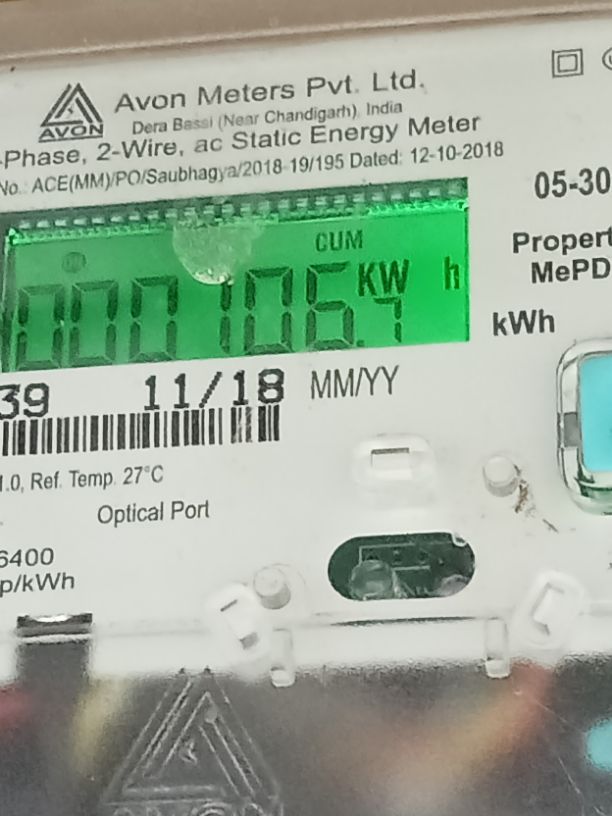 AVON
Avon Meters Pvt. Ltd.
Dera Bassi (Near Chandigarh), India
-Phase, 2-Wire, ac Static Energy Meter
No.: ACE(MM)/PO/Saubhagya/2018-19/195 Dated: 12-10-2018
05-30
CUM
000106.7 KW h
Propert
MePD
kWh
39 11/18 MM/YY
1.0, Ref. Temp. 27°C
Optical Port
6400
p/kWh